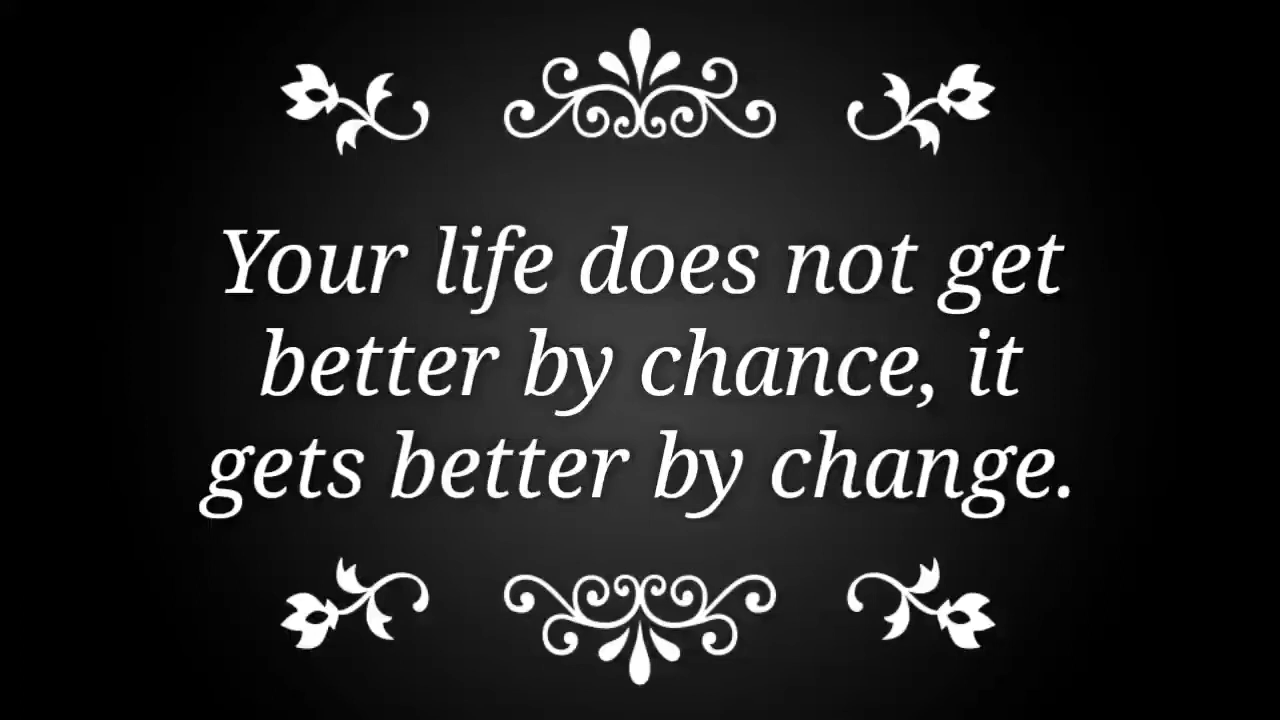 Your life does not get
better by chance, it
gets better by change.